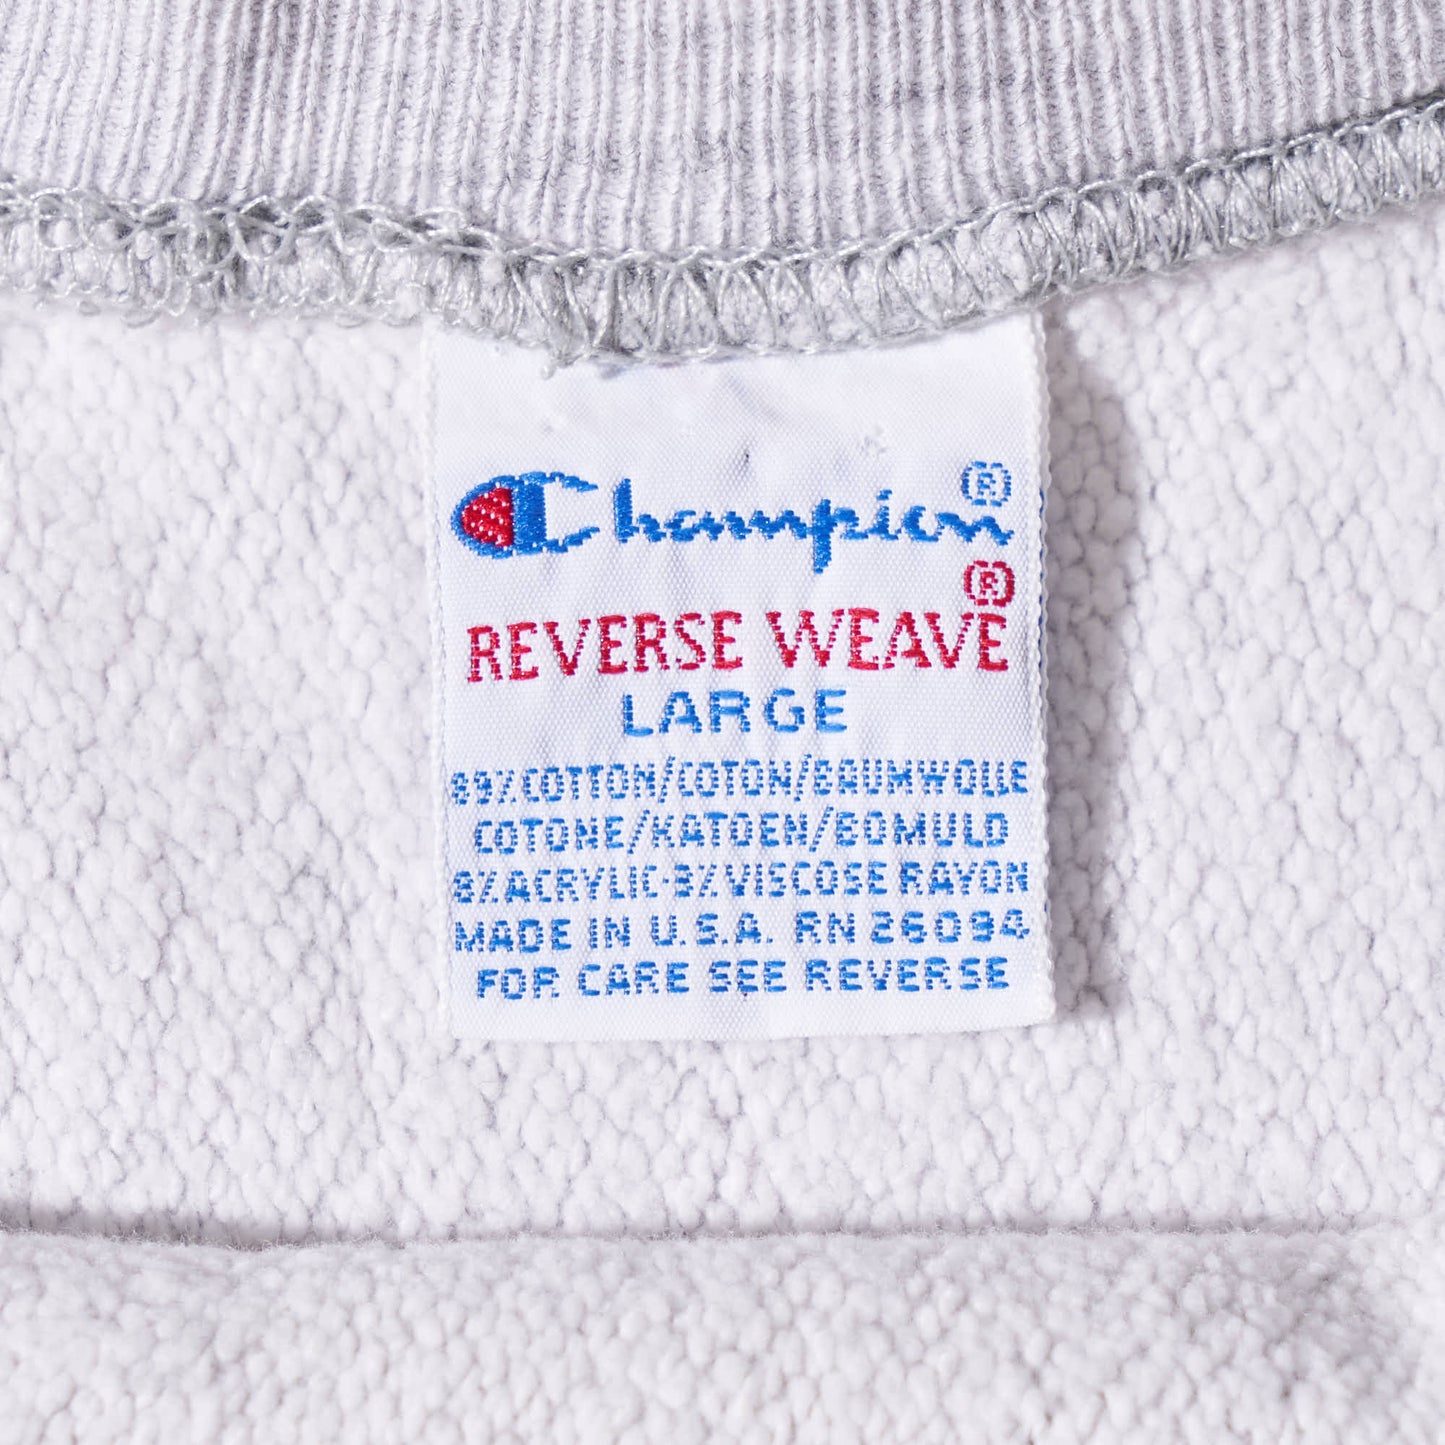 Champion®
REVERSE WEAVE®
LARGE
89% COTTON/COTON/BAUMWOLLE
COTONE/KATOEN/BOMULD
8% ACRYLIC·3% VISCOSE RAYON
MADE IN U.S.A. RN 26094
FOR CARE SEE REVERSE